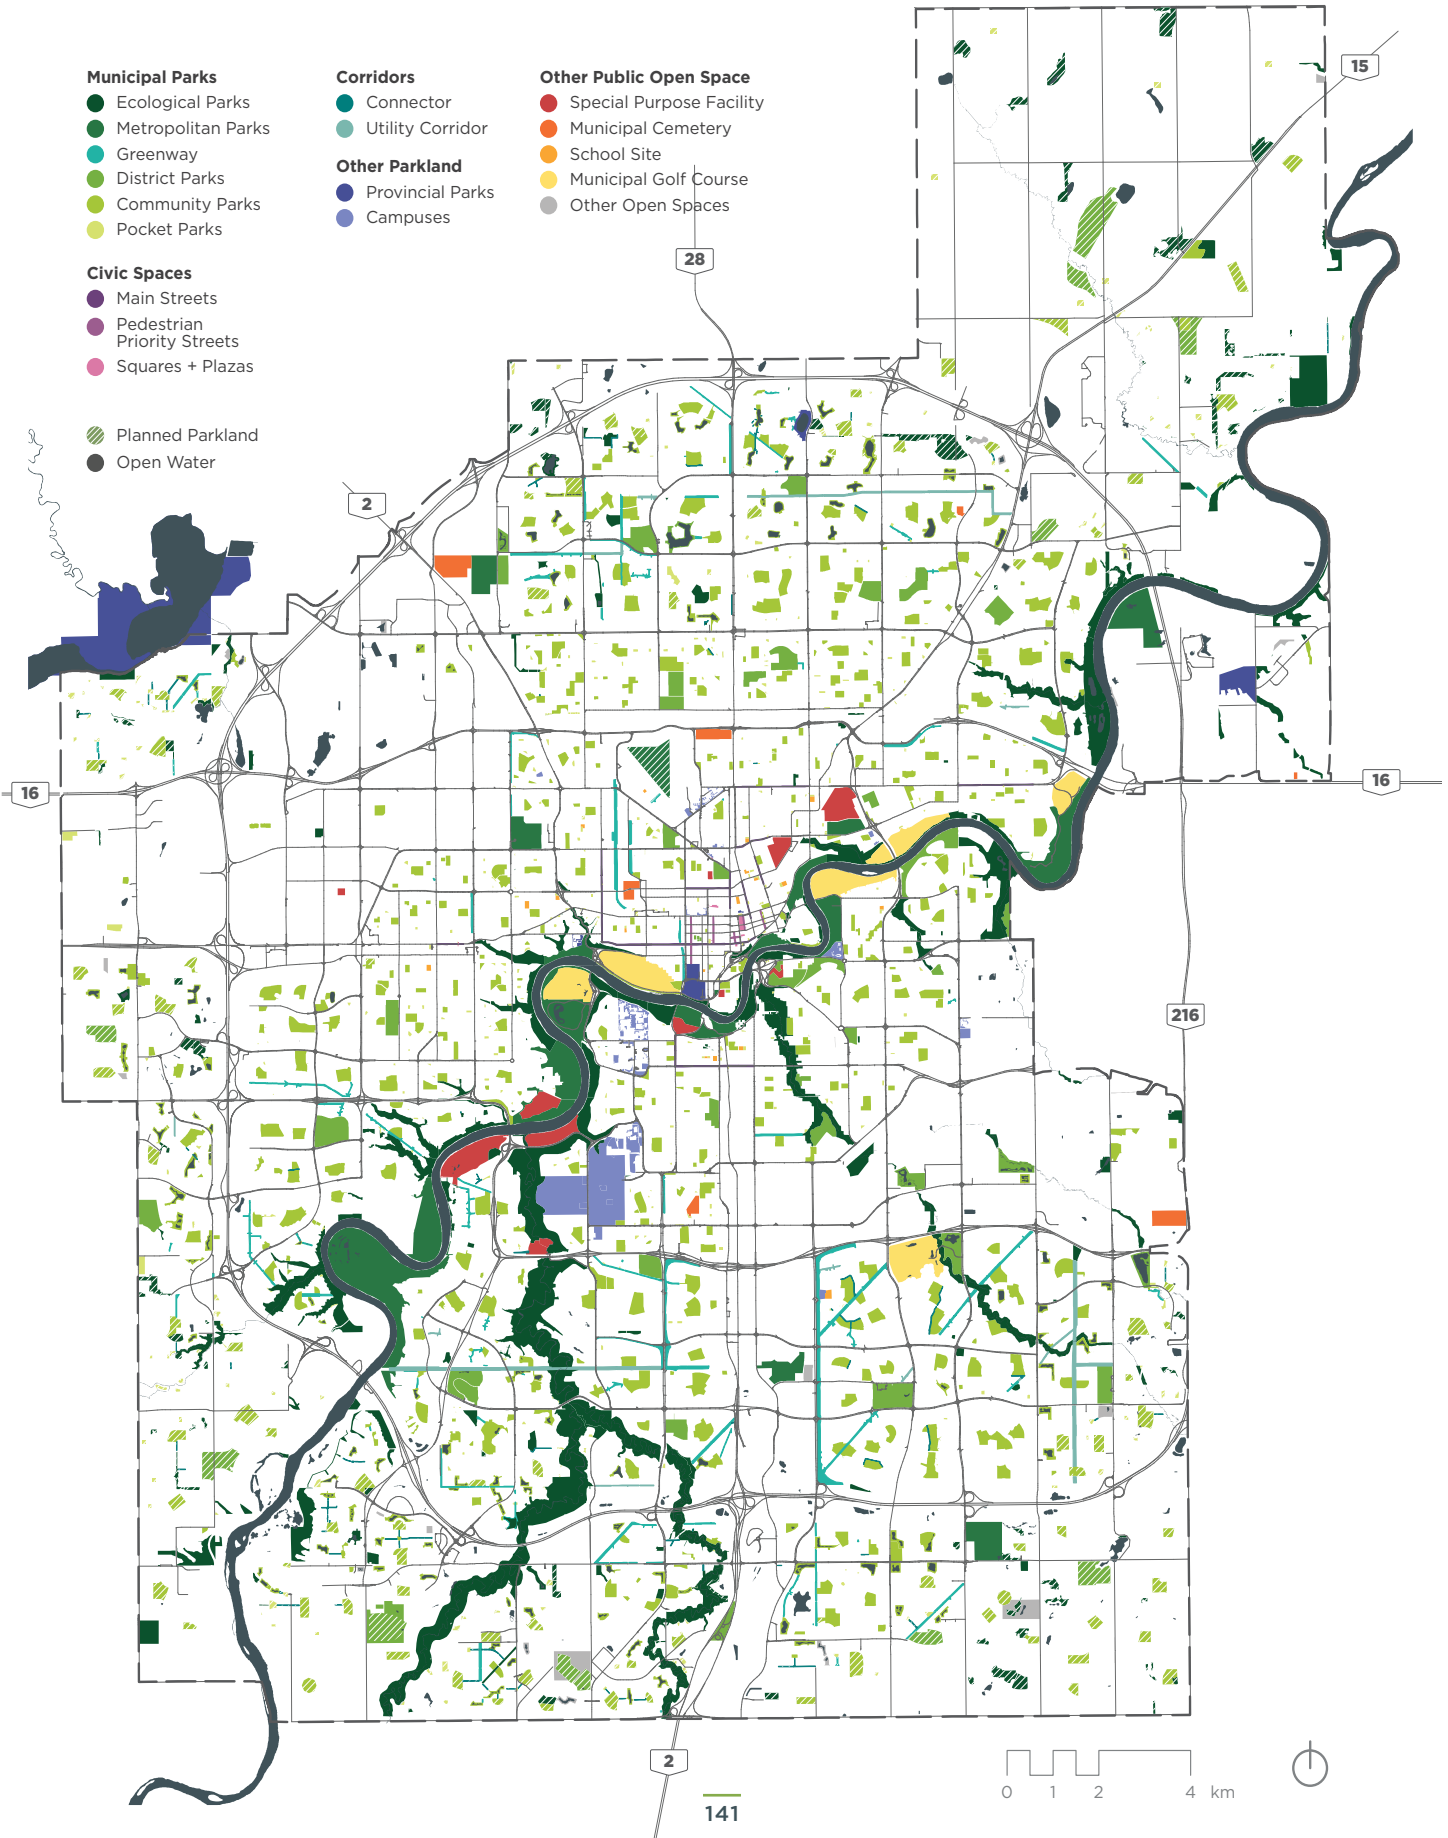 Municipal Parks
Ecological Parks
Metropolitan Parks
Greenway
District Parks
Community Parks
Pocket Parks
Civic Spaces
Main Streets
Pedestrian
Priority Streets
Squares + Plazas
Planned Parkland
Open Water
Corridors
Connector
Utility Corridor
Other Parkland
Provincial Parks
Campuses
Other Public Open Space
Special Purpose Facility
Municipal Cemetery
School Site
Municipal Golf Course
Other Open Spaces
15
28
2
16
16
216
2
0 1 2 4 km
141